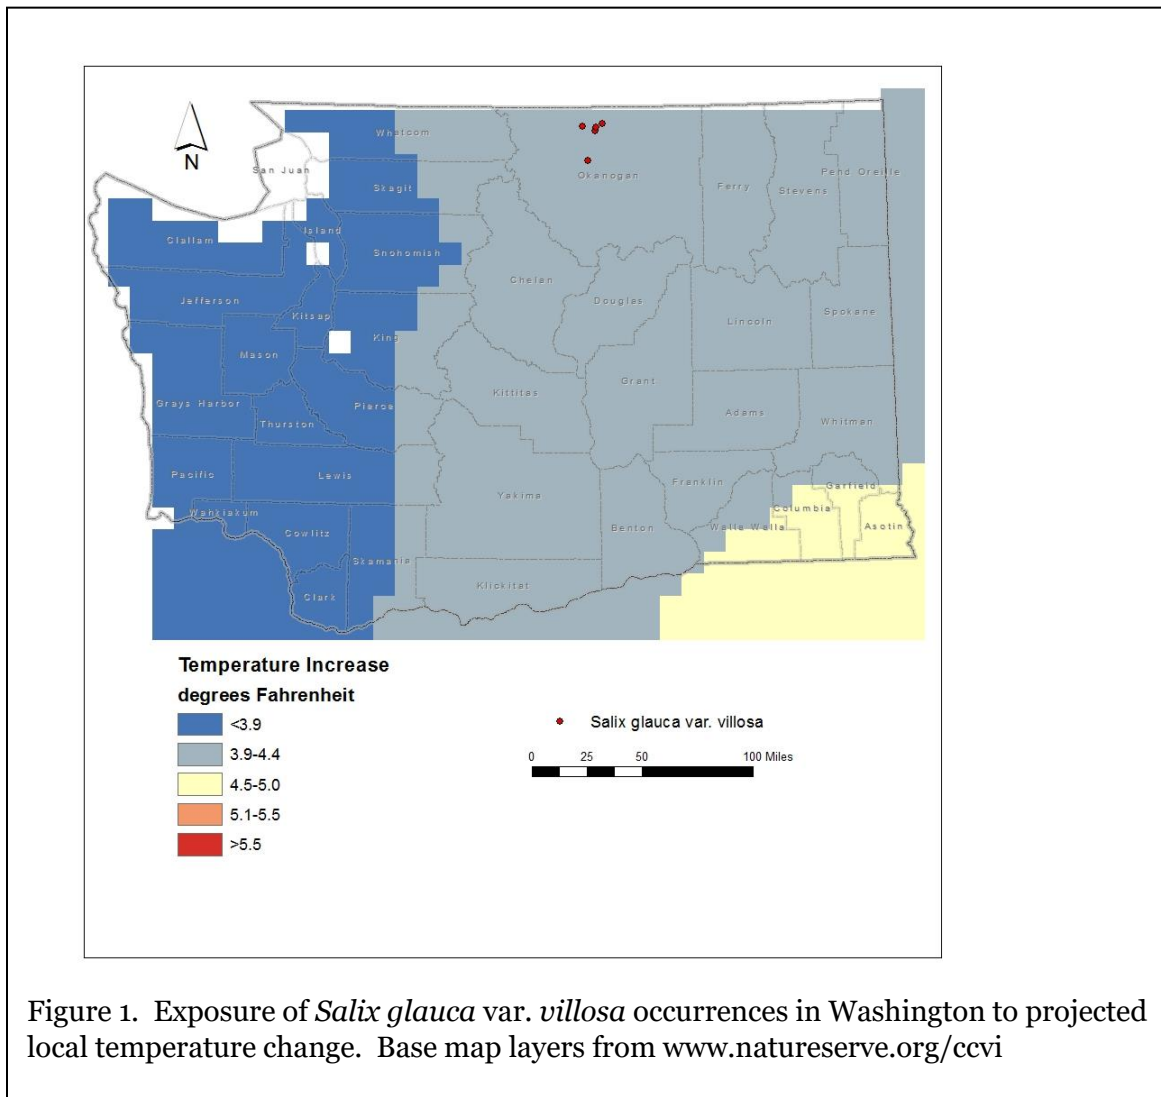 N
Whatcom
San Juan
Skagit
Okanogan
Ferry
Stevens
Pend Oreille
Island
Clallam
Snohomish
Chelan
Jefferson
Kitsap
Douglas
Lincoln
Spokane
King
Mason
Kittitas
Grant
Grays Harbor
Pierce
Adams
Whitman
Thurston
Pacific
Lewis
Yakima
Franklin
Garfield
Wahkiakum
Columbia
Cowlitz
Benton
Walla Walla
Asotin
Skamania
Clark
Klickitat
Temperature Increase
degrees Fahrenheit
<3.9
3.9-4.4
4.5-5.0
5.1-5.5
>5.5
Salix glauca var. villosa
0 25 50 100 Miles
Figure 1. Exposure of Salix glauca var. villosa occurrences in Washington to projected
local temperature change. Base map layers from www.natureserve.org/ccvi